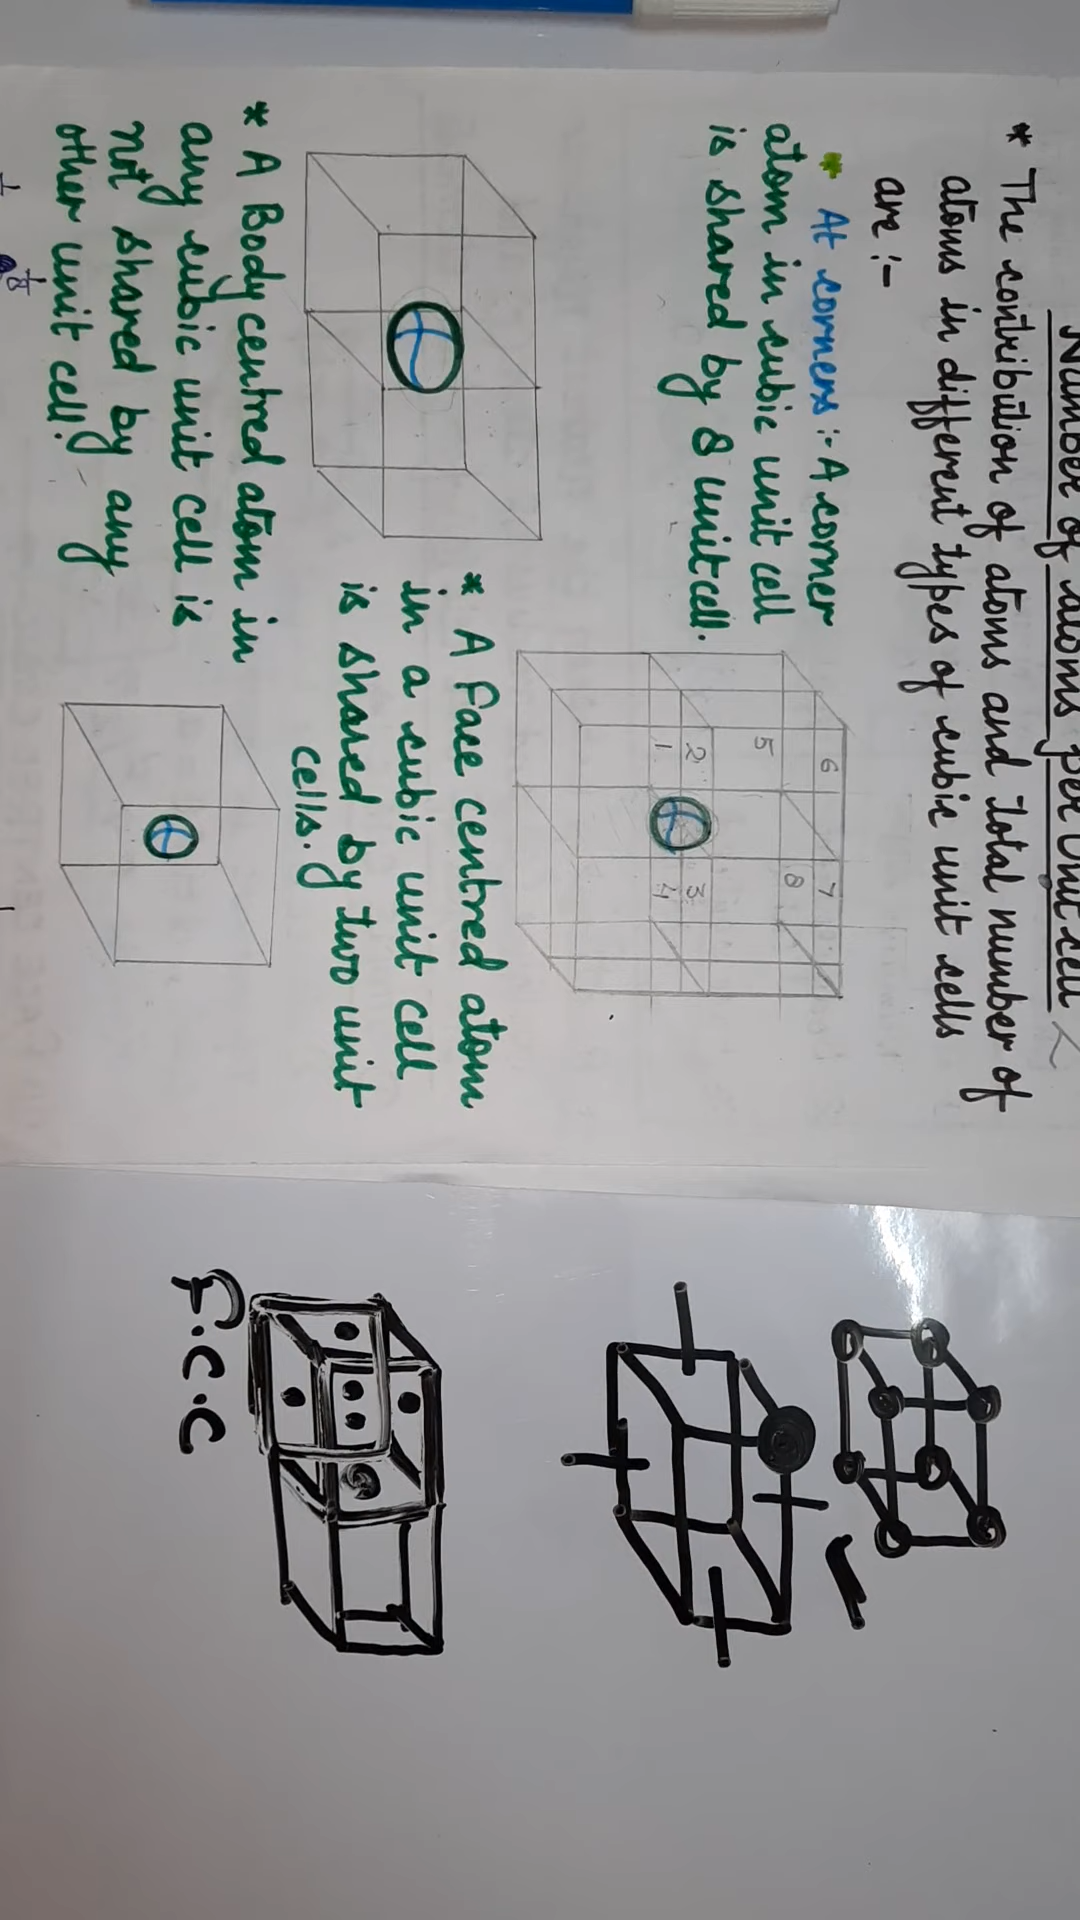 Number of atoms per Unit cell
* The contribution of atoms and Total number of
atoms in different types of cubic unit cells
are :-
* At corners :- A corner
atom in cubic unit cell
is shared by 8 unit cell.
6
7
5
8
2
3
1
4
* A Face centred atom
in a cubic unit cell
is shared by two unit
cells.
* A Body centred atom in
any cubic unit cell is
not shared by any
other unit cell.
1/8
F.C.C